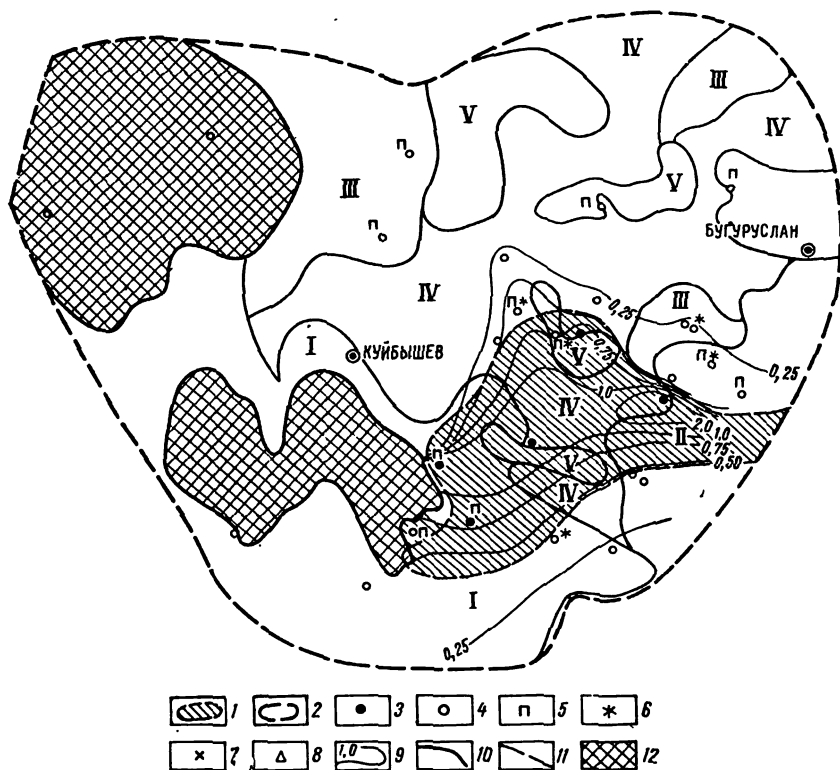 IV
III
V
IV
П
III
V
П
П
БУГУРУСЛАН
П
IV
0,25
III
П*
I
КУЙБЫШЕВ
П*
0,75
V
П*
0,25
1,0
П
IV
II
2,0 1,0
0,75
0,50
П
V
IV
П
П
*
I
0,25
1 2 3 4 П 5 * 6
× 7 △ 8 1,0 9 10 11 12